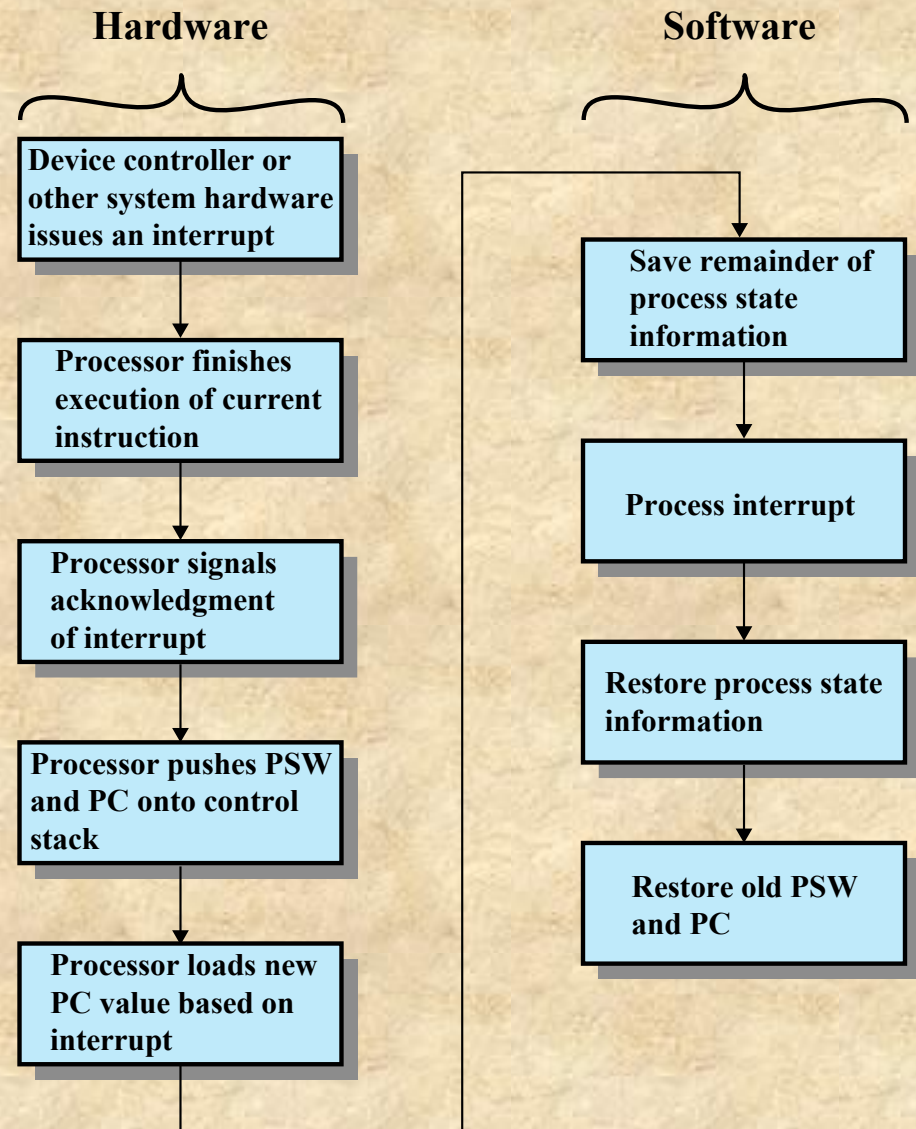 Hardware
Device controller or
other system hardware
issues an interrupt
Processor finishes
execution of current
instruction
Processor signals
acknowledgment
of interrupt
Processor pushes PSW
and PC onto control
stack
Processor loads new
PC value based on
interrupt
Software
Save remainder of
process state
information
Process interrupt
Restore process state
information
Restore old PSW
and PC